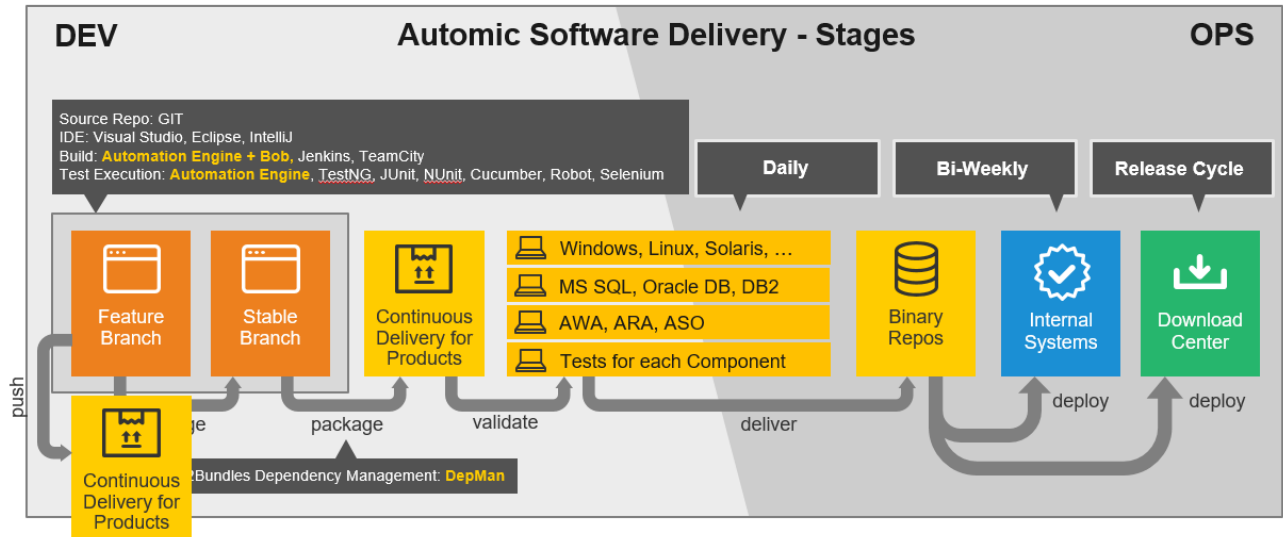 DEV
Automic Software Delivery - Stages
OPS
Source Repo: GIT
IDE: Visual Studio, Eclipse, IntelliJ
Build: Automation Engine + Bob, Jenkins, TeamCity
Test Execution: Automation Engine, TestNG, JUnit, NUnit, Cucumber, Robot, Selenium
Daily
Bi-Weekly
Release Cycle
Feature
Branch
Stable
Branch
Continuous
Delivery for
Products
Windows, Linux, Solaris, …
MS SQL, Oracle DB, DB2
AWA, ARA, ASO
Tests for each Component
Binary
Repos
Internal
Systems
Download
Center
push
package
validate
deliver
deploy
deploy
2Bundles Dependency Management: DepMan
Continuous
Delivery for
Products